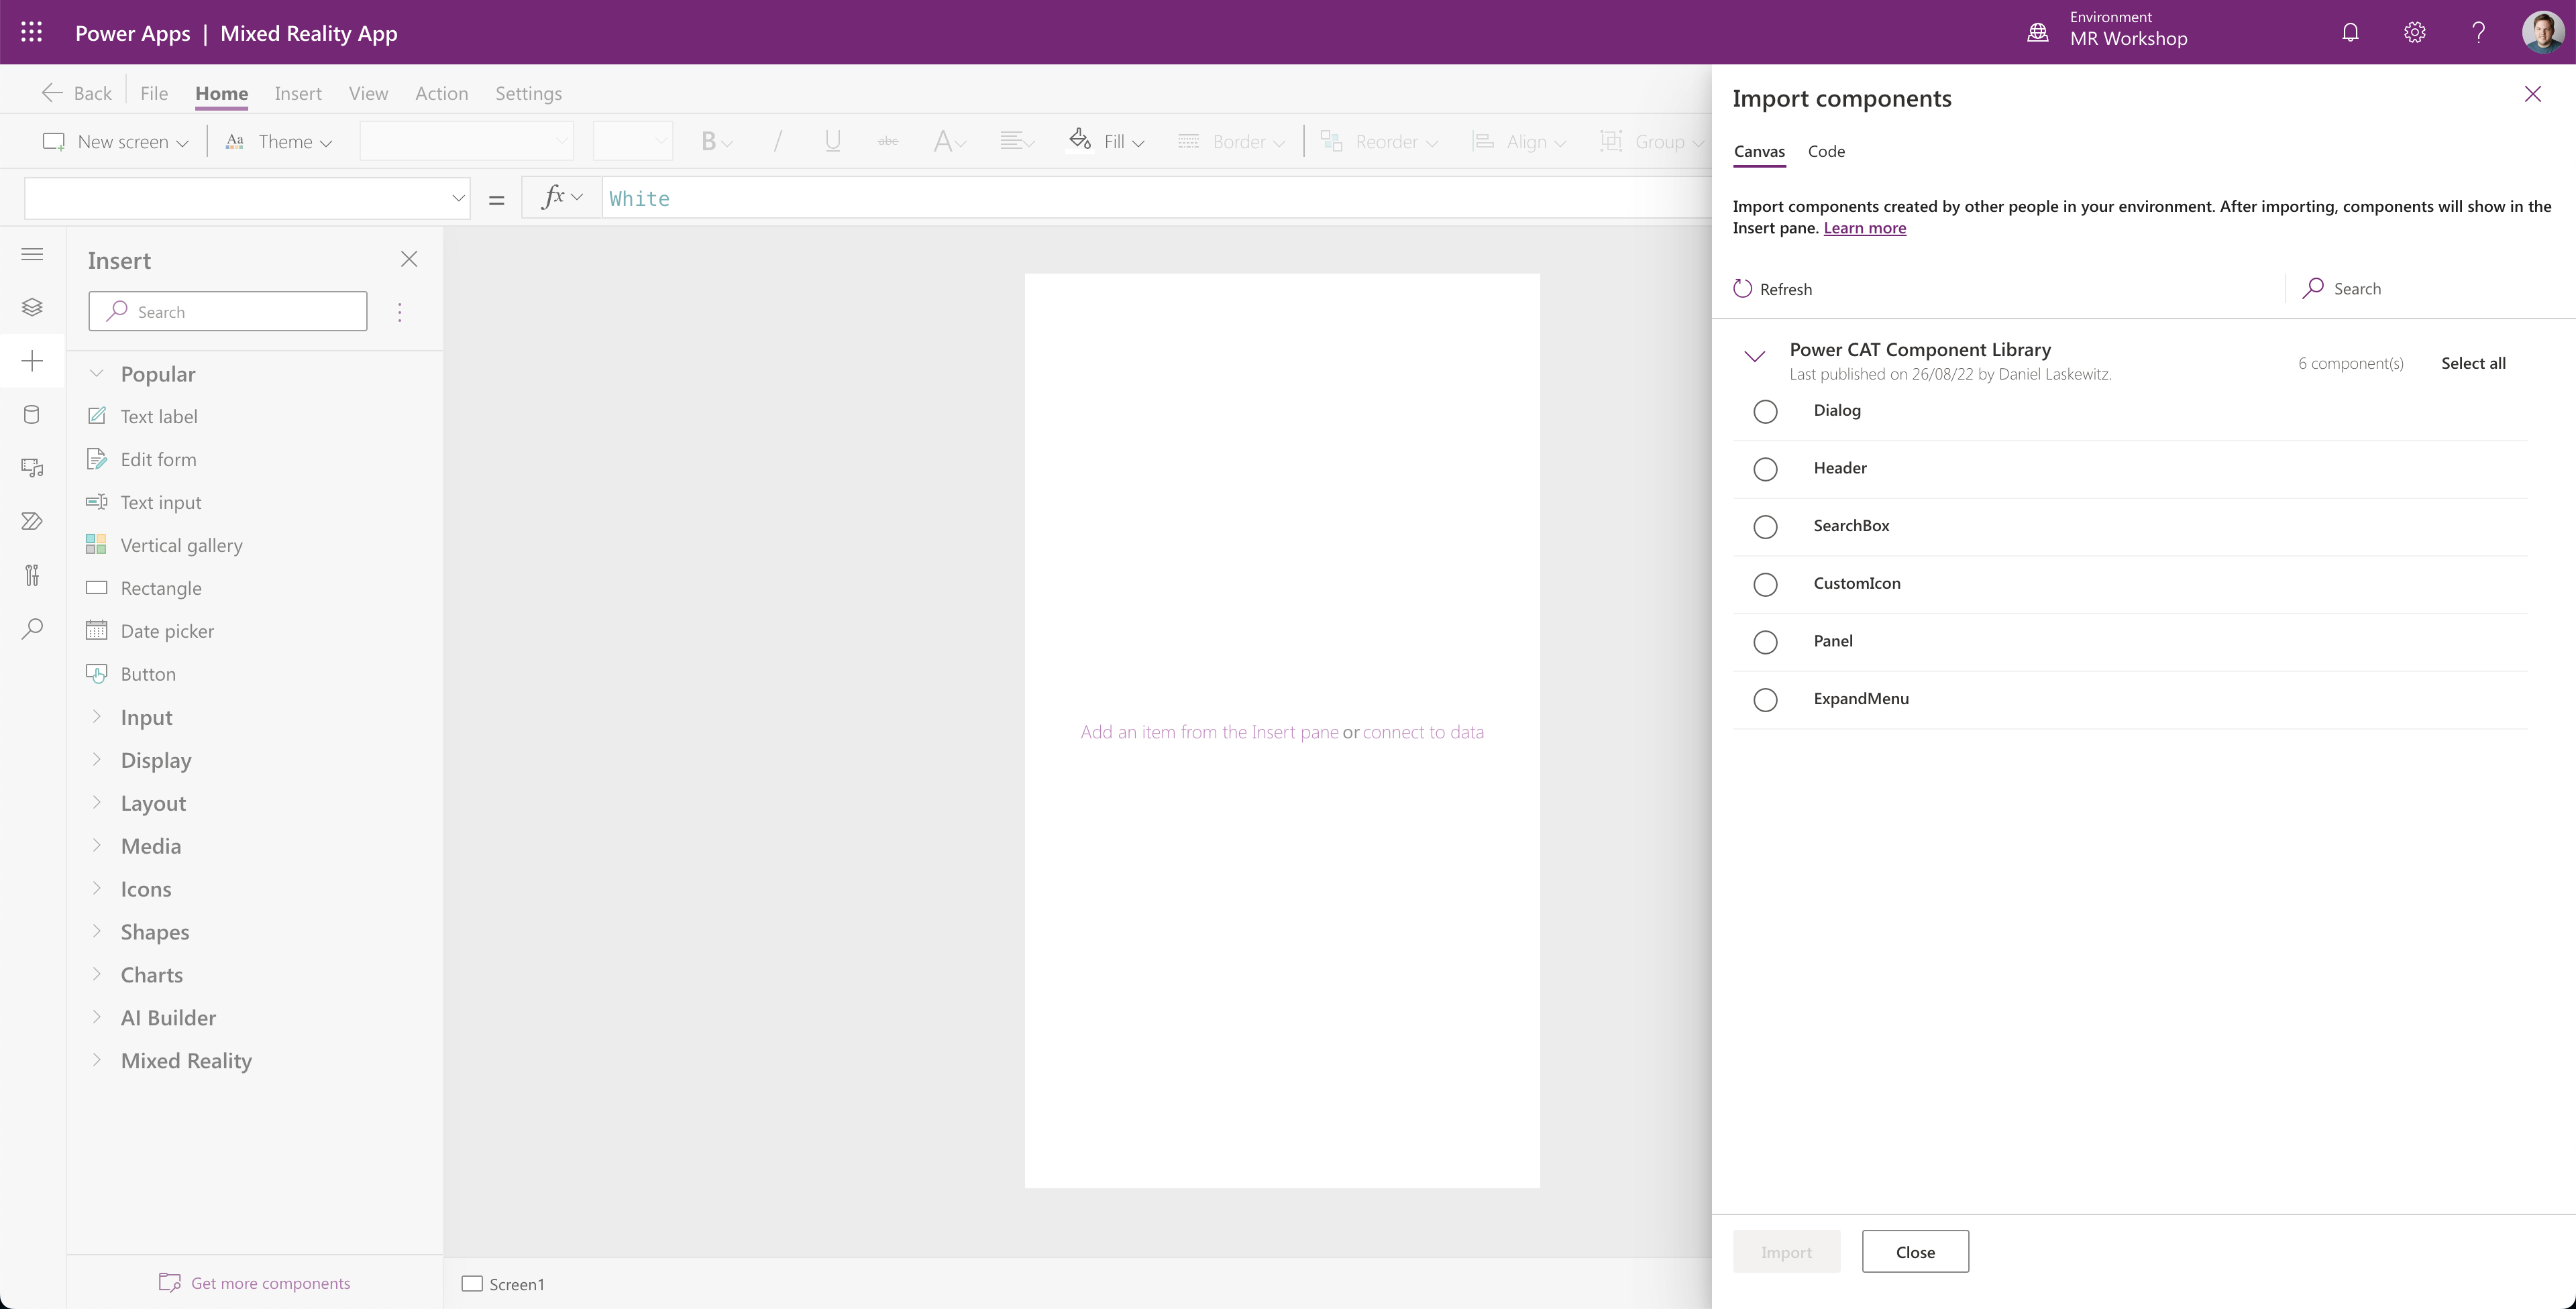 Power Apps | Mixed Reality App
Environment
MR Workshop
Back File Home Insert View Action Settings
New screen Aa Theme B / U abc A Fill Border Reorder Align Group
= fx White
Insert
Search
Popular
Text label
Edit form
Text input
Vertical gallery
Rectangle
Date picker
Button
Input
Display
Layout
Media
Icons
Shapes
Charts
AI Builder
Mixed Reality
Get more components
Add an item from the Insert pane or connect to data
Screen1
Import components
Canvas Code
Import components created by other people in your environment. After importing, components will show in the
Insert pane. Learn more
Refresh Search
Power CAT Component Library
Last published on 26/08/22 by Daniel Laskewitz.
6 component(s) Select all
Dialog
Header
SearchBox
CustomIcon
Panel
ExpandMenu
Import Close